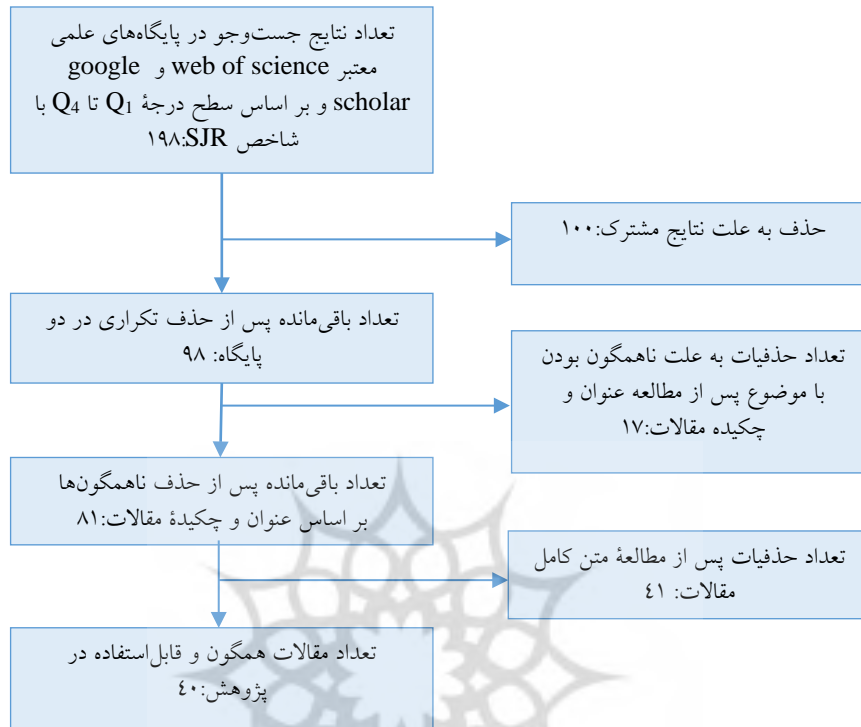 تعداد نتایج جست‌وجو در پایگاه‌های علمی
معتبر web of science و google
scholar و بر اساس سطح درجهٔ Q1 تا Q4 با
شاخص SJR:۱۹۸
حذف به علت نتایج مشترک:۱۰۰
تعداد باقی‌مانده پس از حذف تکراری در دو
پایگاه: ۹۸
تعداد حذفیات به علت ناهمگون بودن
با موضوع پس از مطالعه عنوان و
چکیده مقالات:۱۷
تعداد باقی‌مانده پس از حذف ناهمگون‌ها
بر اساس عنوان و چکیدهٔ مقالات:۸۱
تعداد حذفیات پس از مطالعهٔ متن کامل
مقالات: ٤۱
تعداد مقالات همگون و قابل‌استفاده در
پژوهش:٤۰